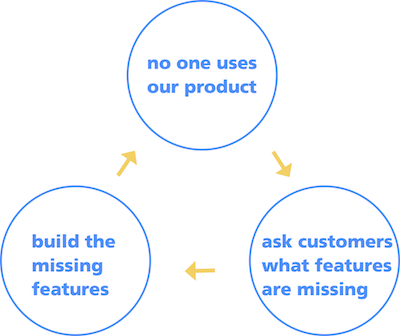 no one uses
our product
ask customers
what features
are missing
build the
missing
features